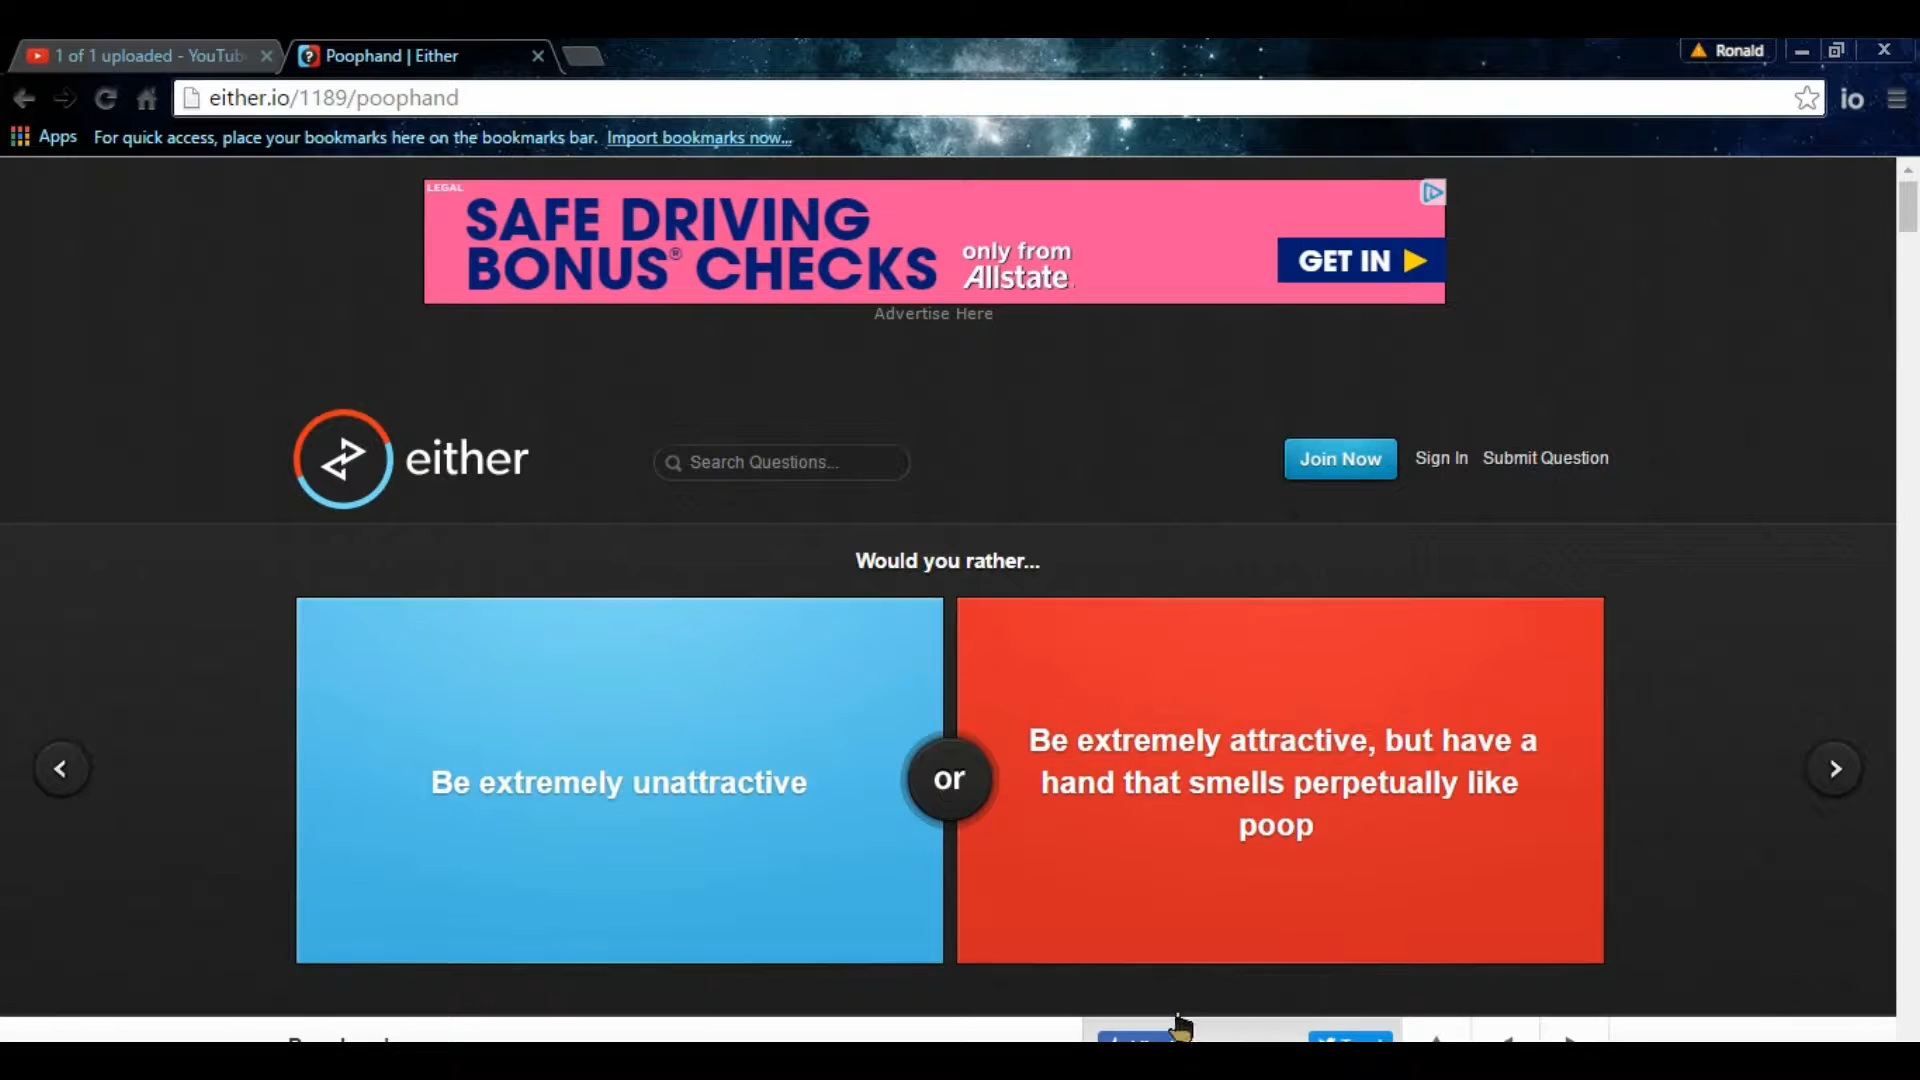 1 of 1 uploaded - YouTub
Poophand | Either
Ronald
either.io/1189/poophand
io
Apps
For quick access, place your bookmarks here on the bookmarks bar. Import bookmarks now...
LEGAL
SAFE DRIVING
BONUS® CHECKS
only from
Allstate.
GET IN
Advertise Here
either
Search Questions...
Join Now
Sign In
Submit Question
Would you rather...
Be extremely unattractive
or
Be extremely attractive, but have a
hand that smells perpetually like
poop